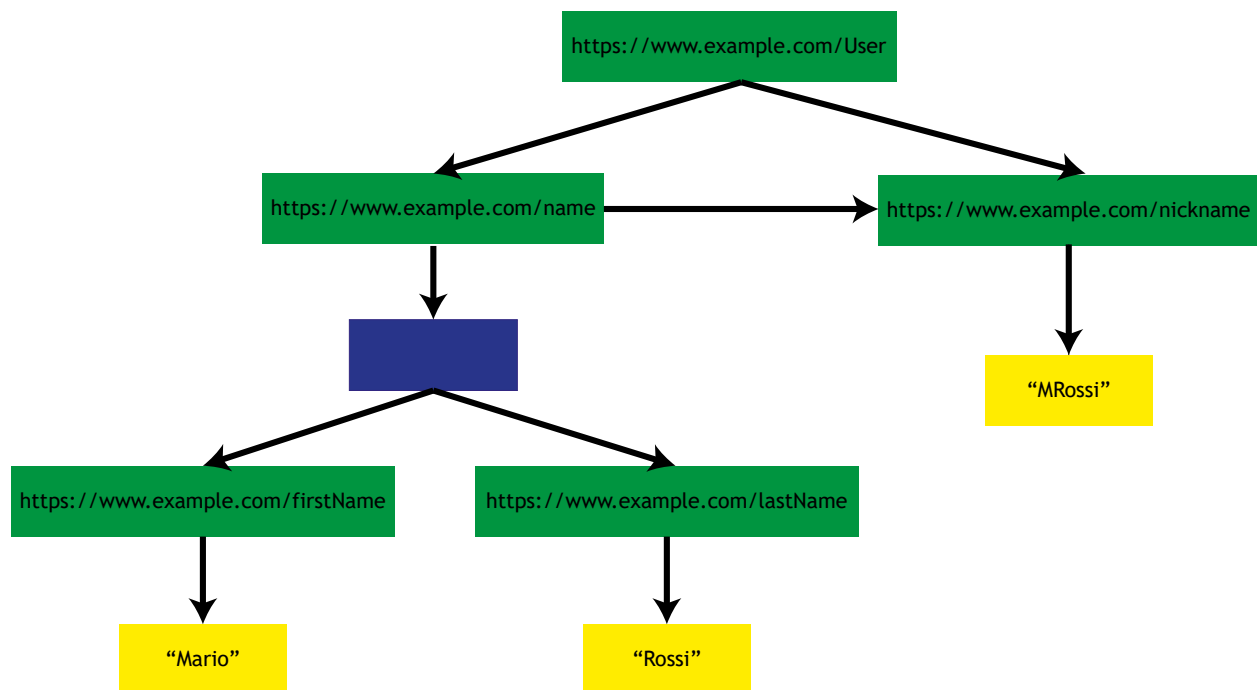 https://www.example.com/User
https://www.example.com/name
https://www.example.com/nickname
“MRossi”
https://www.example.com/firstName
https://www.example.com/lastName
“Mario”
“Rossi”